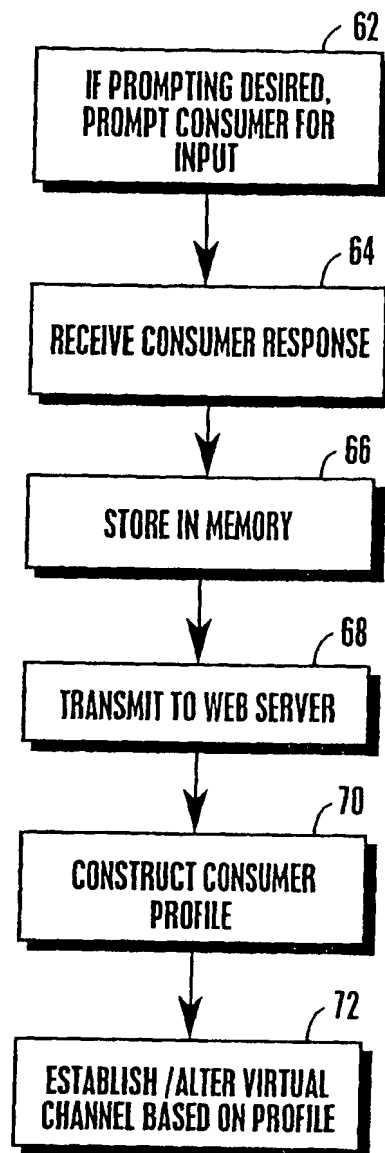 62
IF PROMPTING DESIRED,
PROMPT CONSUMER FOR
INPUT
64
RECEIVE CONSUMER RESPONSE
66
STORE IN MEMORY
68
TRANSMIT TO WEB SERVER
70
CONSTRUCT CONSUMER
PROFILE
72
ESTABLISH /ALTER VIRTUAL
CHANNEL BASED ON PROFILE